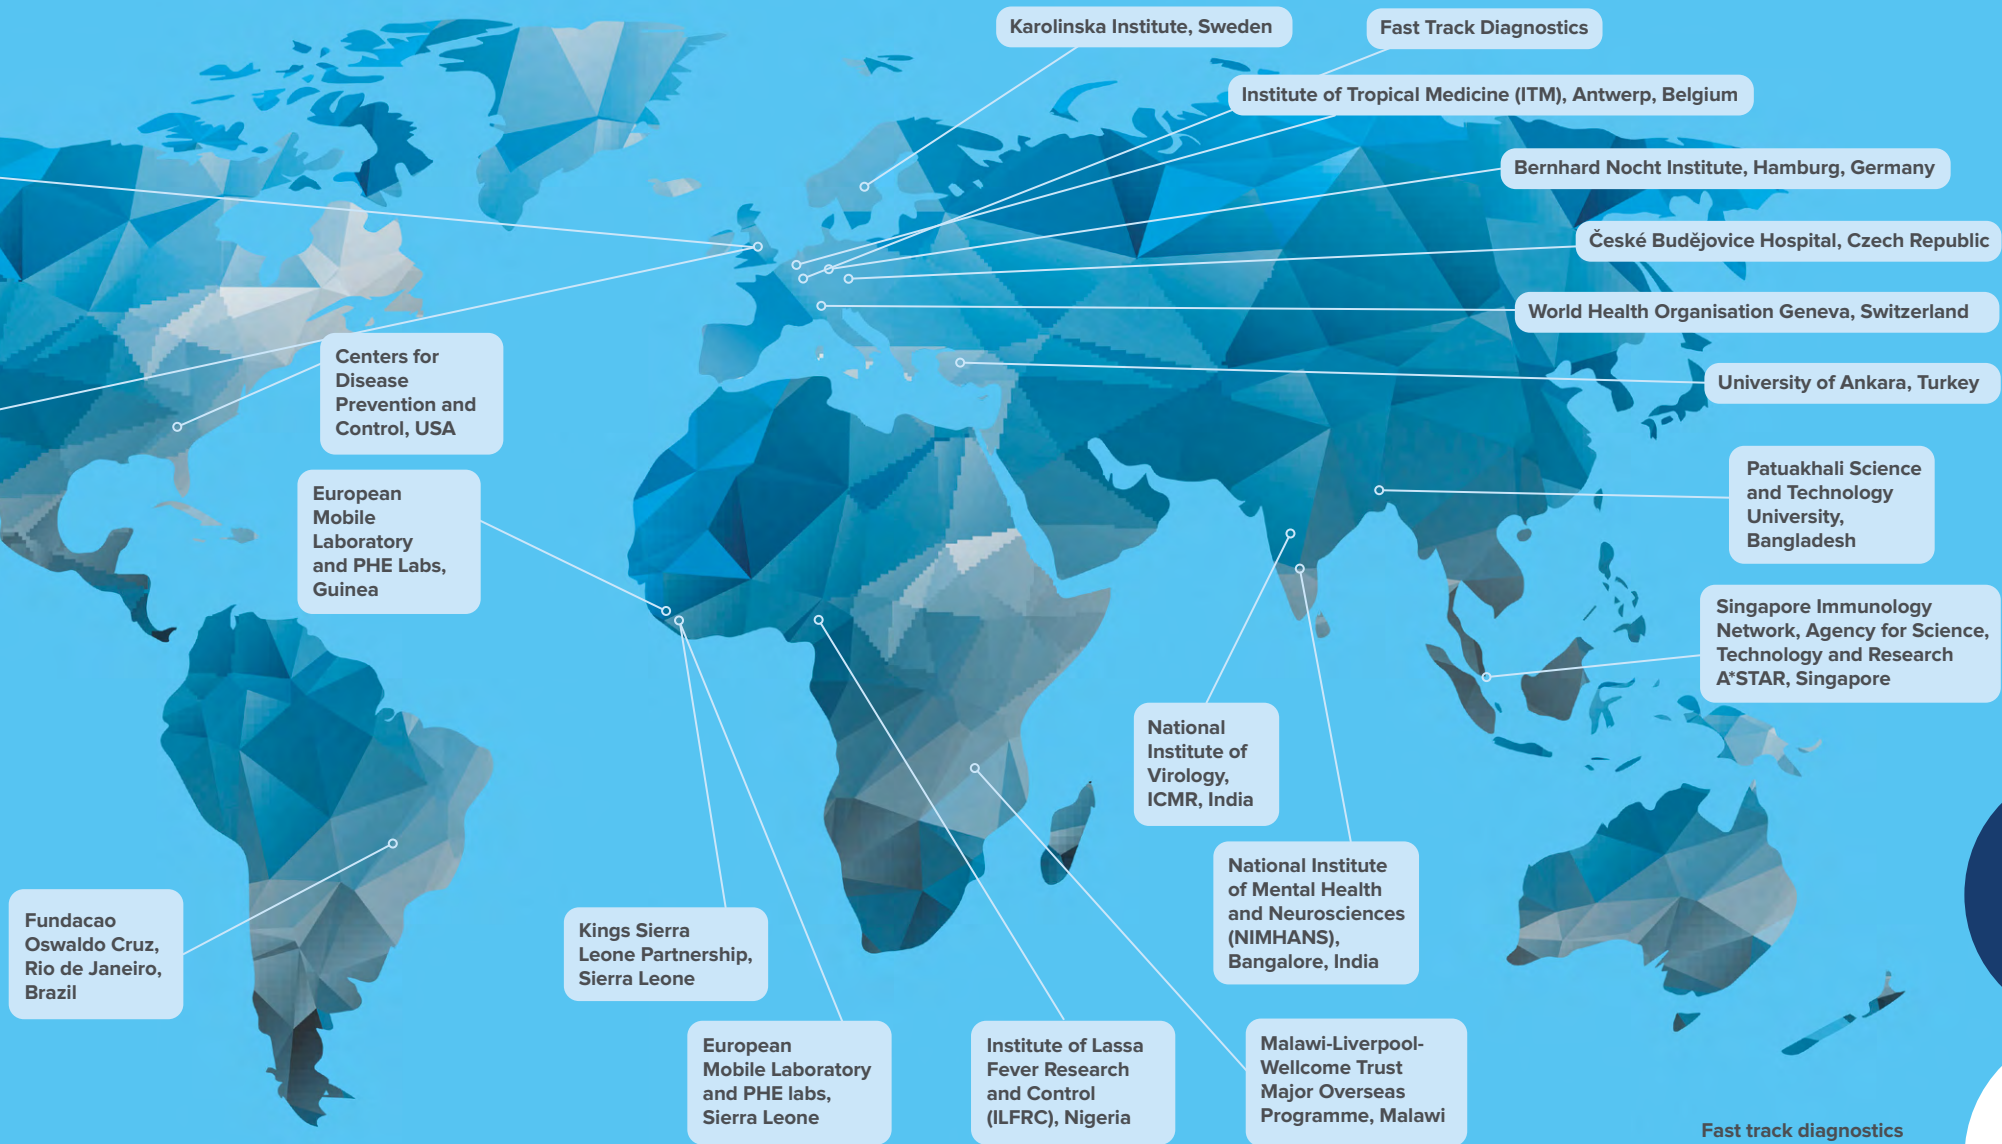 Karolinska Institute, Sweden
Fast Track Diagnostics
Institute of Tropical Medicine (ITM), Antwerp, Belgium
Bernhard Nocht Institute, Hamburg, Germany
České Budějovice Hospital, Czech Republic
World Health Organisation Geneva, Switzerland
Centers for
Disease
Prevention and
Control, USA
University of Ankara, Turkey
European
Mobile
Laboratory
and PHE Labs,
Guinea
Patuakhali Science
and Technology
University,
Bangladesh
Singapore Immunology
Network, Agency for Science,
Technology and Research
A*STAR, Singapore
National
Institute of
Virology,
ICMR, India
National Institute
of Mental Health
and Neurosciences
(NIMHANS),
Bangalore, India
Fundacao
Oswaldo Cruz,
Rio de Janeiro,
Brazil
Kings Sierra
Leone Partnership,
Sierra Leone
European
Mobile Laboratory
and PHE labs,
Sierra Leone
Institute of Lassa
Fever Research
and Control
(ILFRC), Nigeria
Malawi-Liverpool-
Wellcome Trust
Major Overseas
Programme, Malawi
Fast track diagnostics